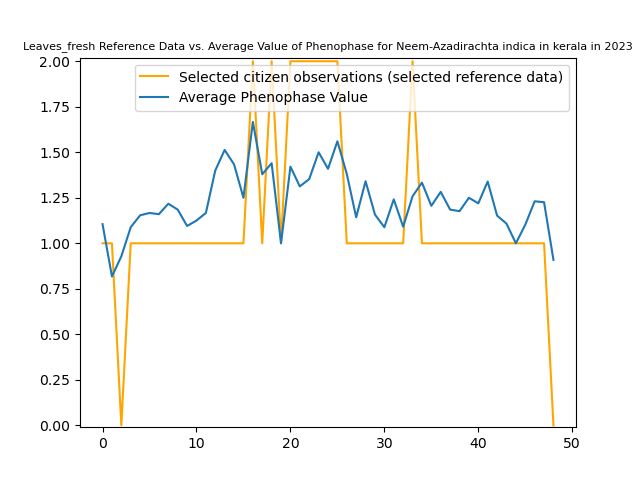 Leaves_fresh Reference Data vs. Average Value of Phenophase for Neem-Azadirachta indica in kerala in 2023
Selected citizen observations (selected reference data)
Average Phenophase Value
2.00
1.75
1.50
1.25
1.00
0.75
0.50
0.25
0.00
0 10 20 30 40 50